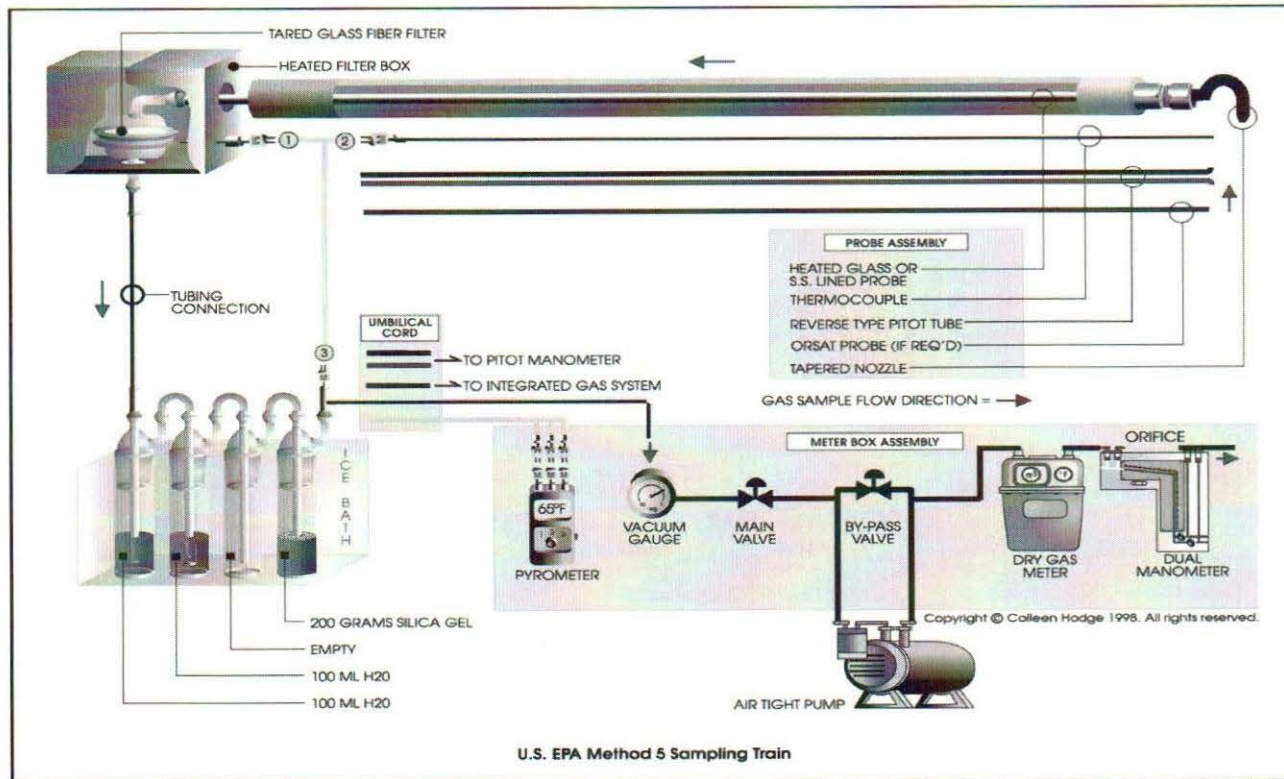 TARED GLASS FIBER FILTER
HEATED FILTER BOX
1
2
TUBING
CONNECTION
PROBE ASSEMBLY
HEATED GLASS OR
S.S. LINED PROBE
THERMOCOUPLE
REVERSE TYPE PITOT TUBE
ORSAT PROBE (IF REQ'D)
TAPERED NOZZLE
GAS SAMPLE FLOW DIRECTION =
UMBILICAL
CORD
TO PITOT MANOMETER
TO INTEGRATED GAS SYSTEM
3
ICE BATH
METER BOX ASSEMBLY
ORIFICE
65°F
PYROMETER
VACUUM
GAUGE
MAIN
VALVE
BY-PASS
VALVE
DRY GAS
METER
DUAL
MANOMETER
200 GRAMS SILICA GEL
EMPTY
100 ML H20
100 ML H20
Copyright © Colleen Hodge 1998. All rights reserved.
AIR TIGHT PUMP
U.S. EPA Method 5 Sampling Train